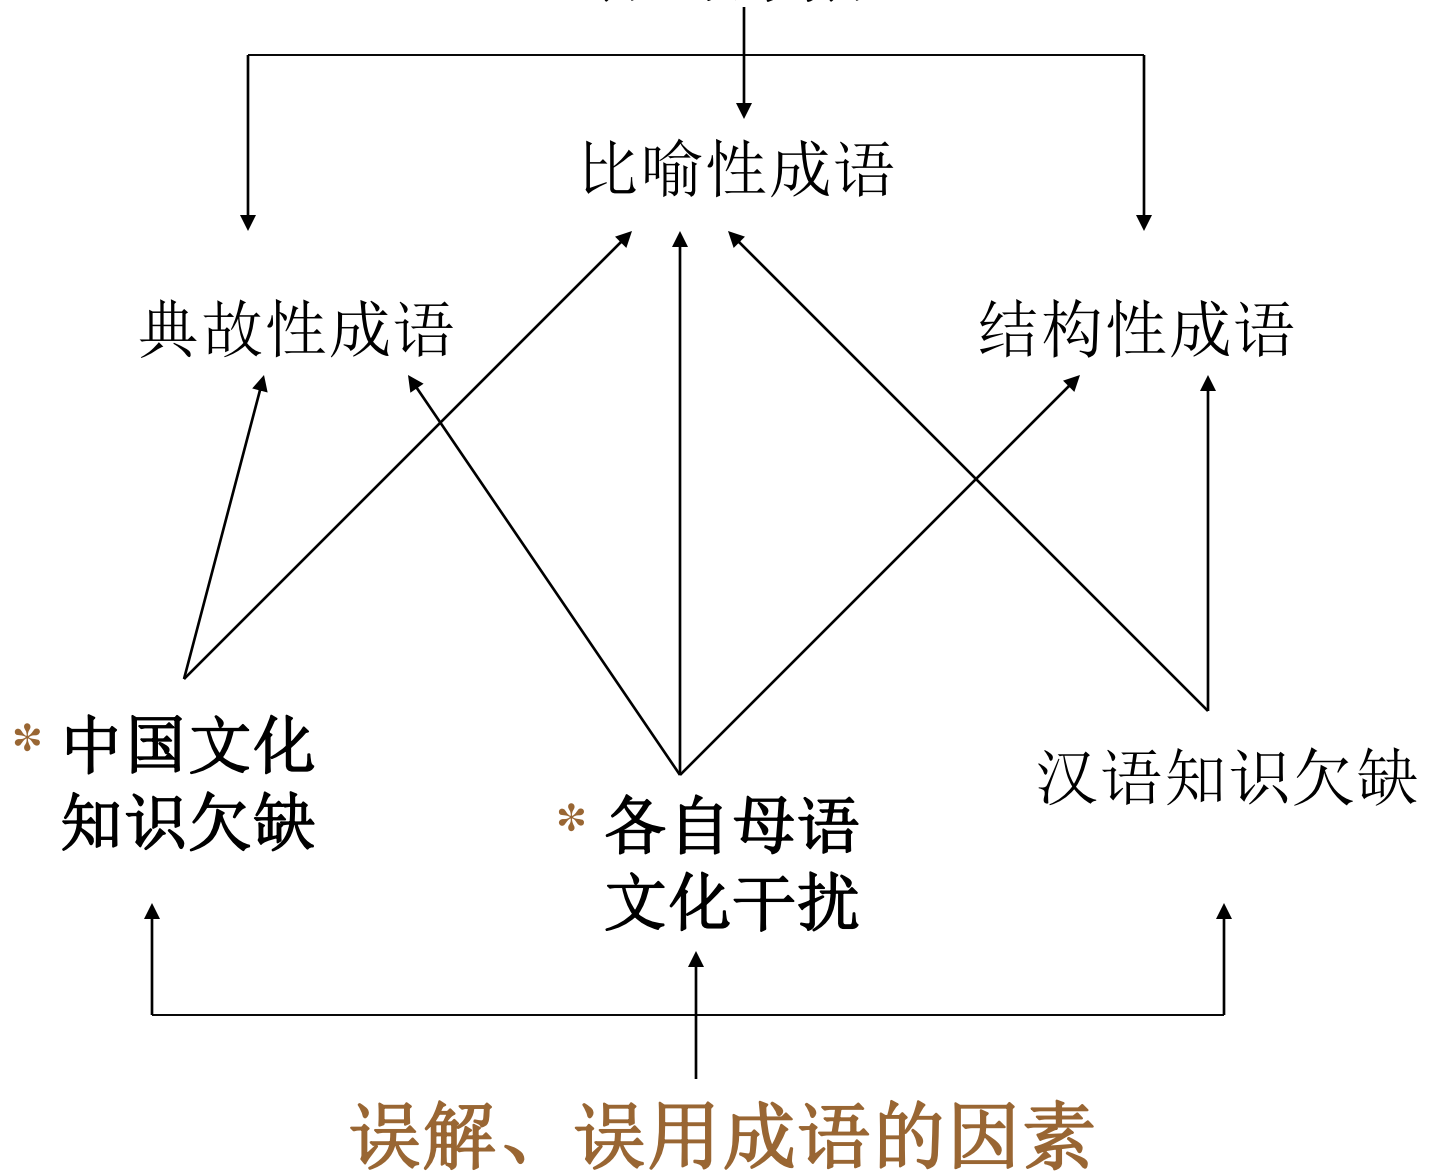 比喻性成语
典故性成语
结构性成语
* 中国文化
知识欠缺
* 各自母语
文化干扰
汉语知识欠缺
误解、误用成语的因素